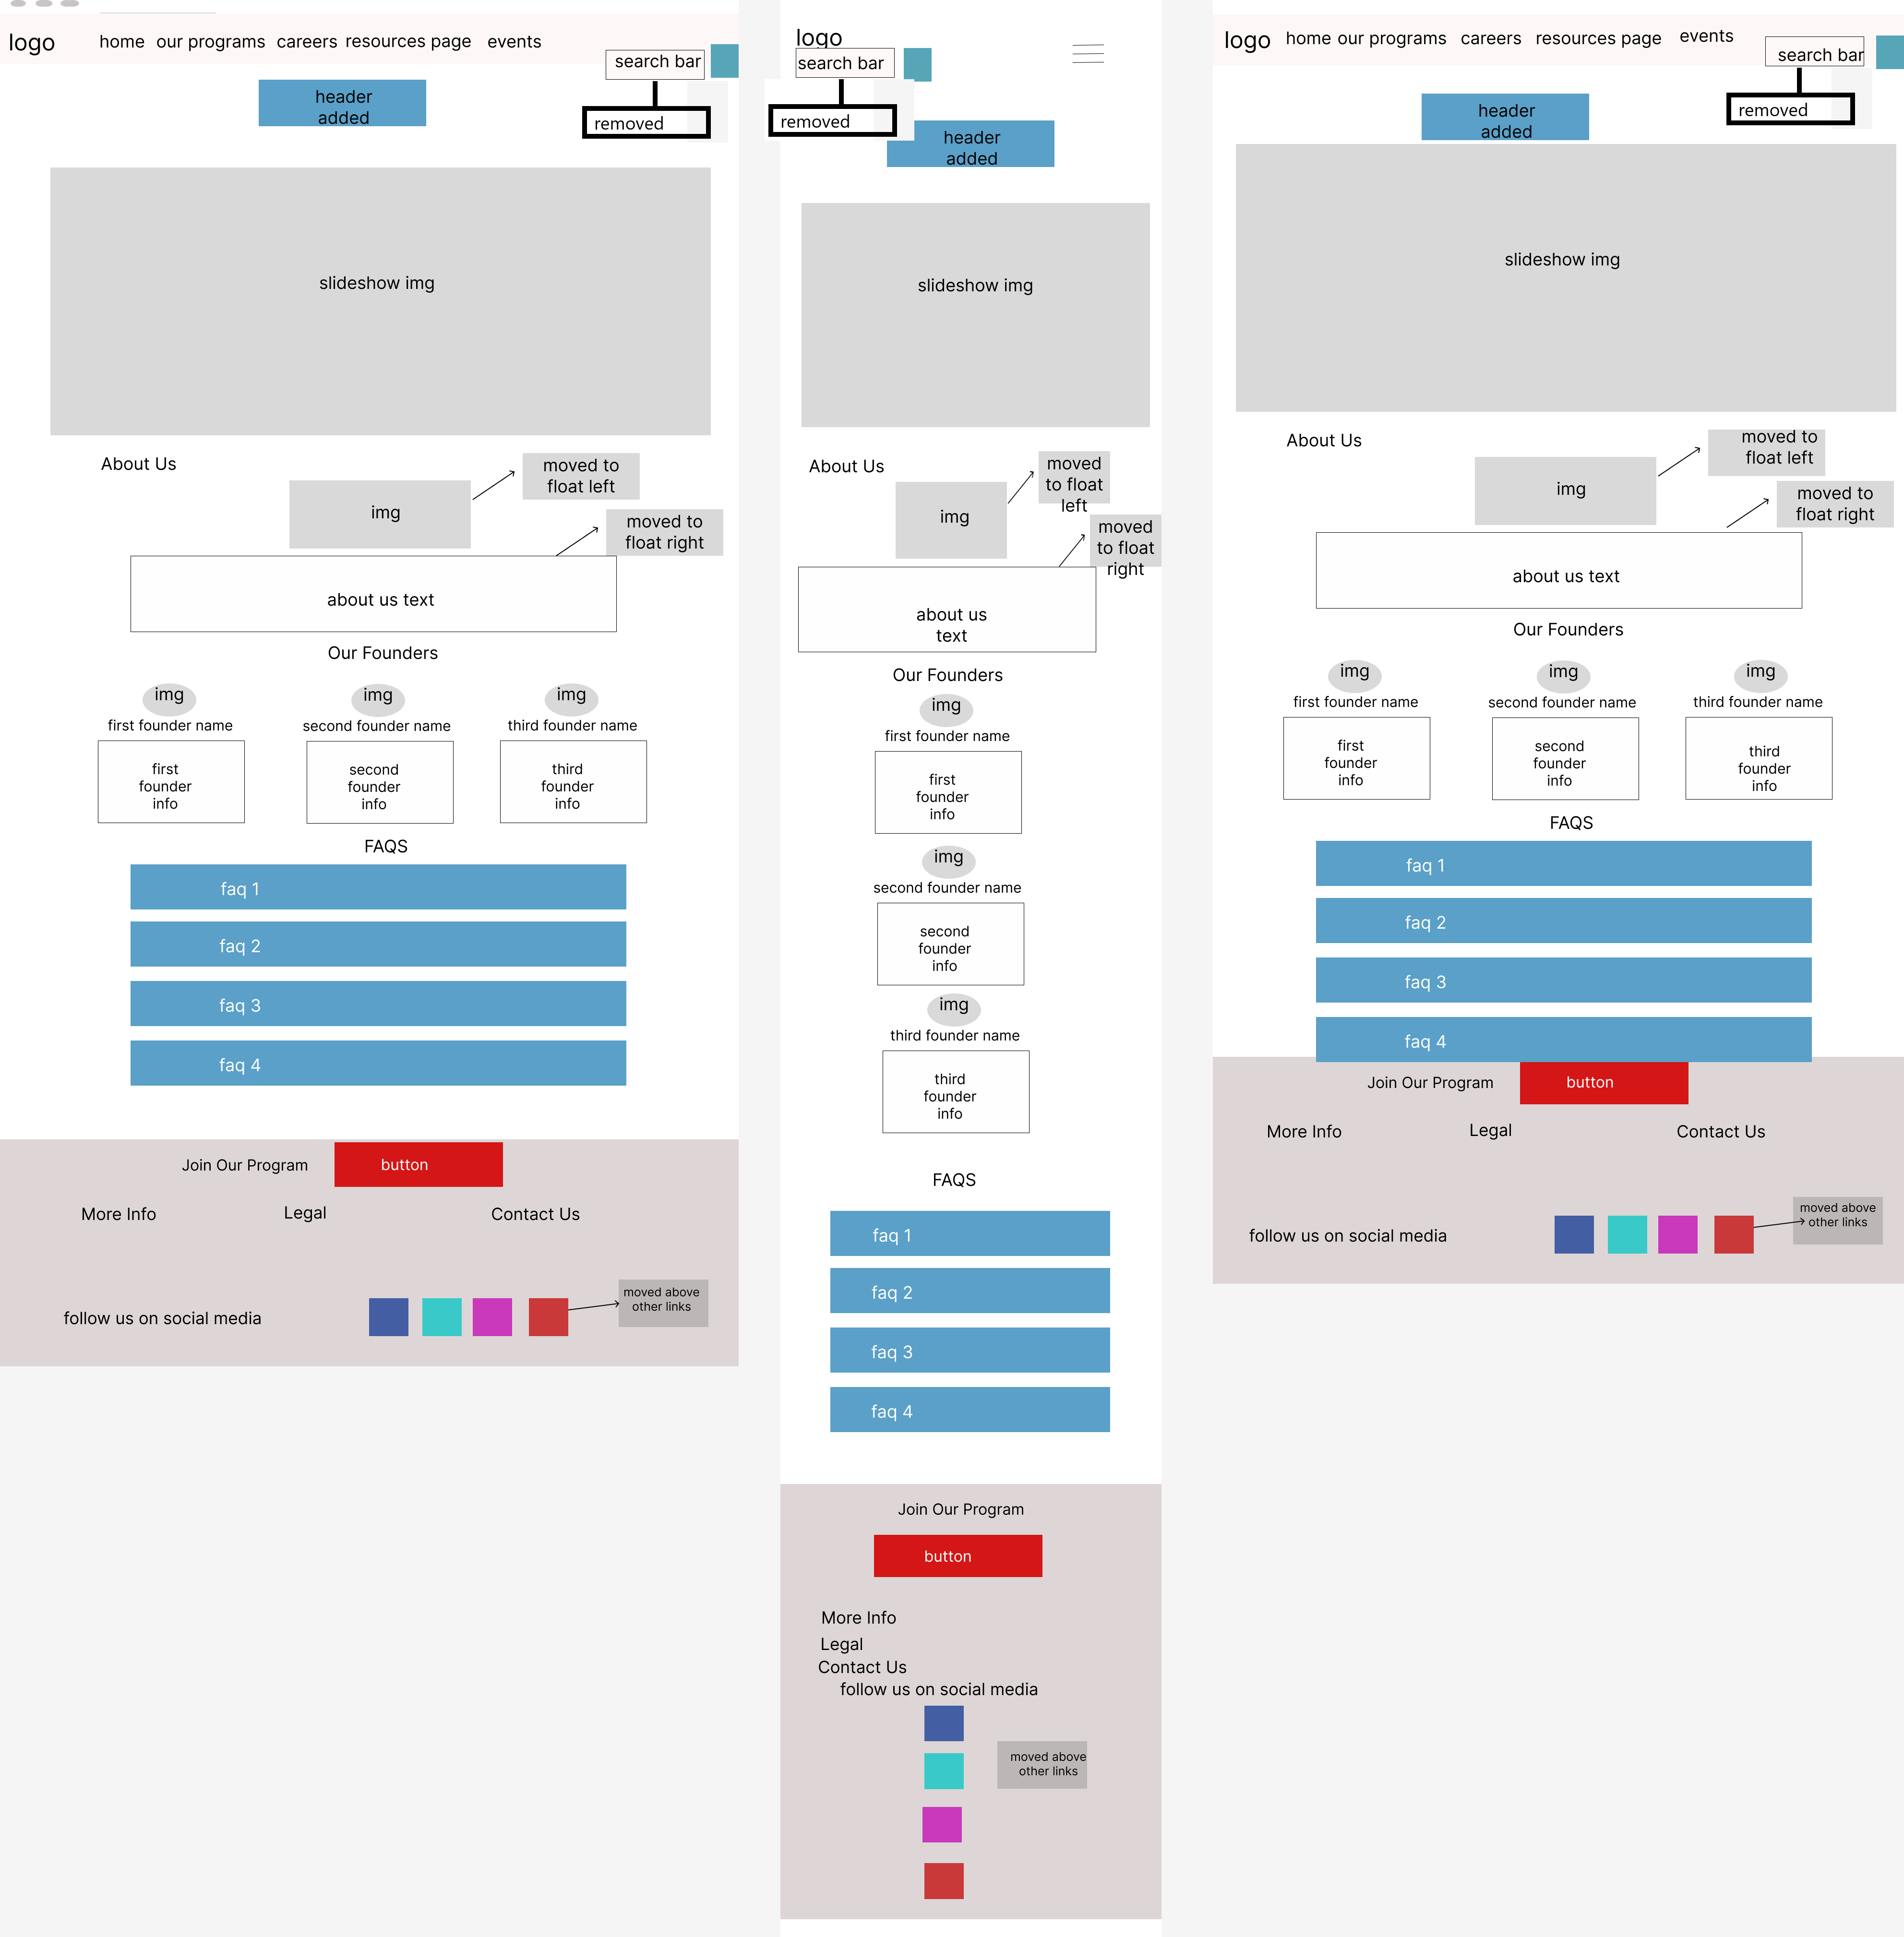 logo
home our programs careers resources page events
search bar
removed
header
added
slideshow img
About Us
img
moved to
float left
moved to
float right
about us text
Our Founders
img
first founder name
first
founder
info
img
second founder name
second
founder
info
img
third founder name
third
founder
info
FAQS
faq 1
faq 2
faq 3
faq 4
Join Our Program
button
More Info
Legal
Contact Us
follow us on social media
moved above
other links
logo
search bar
removed
header
added
slideshow img
About Us
img
moved
to float
left
moved
to float
right
about us
text
Our Founders
img
first founder name
first
founder
info
img
second founder name
second
founder
info
img
third founder name
third
founder
info
FAQS
faq 1
faq 2
faq 3
faq 4
Join Our Program
button
More Info
Legal
Contact Us
follow us on social media
moved above
other links
logo
home our programs careers resources page events
search bar
removed
header
added
slideshow img
About Us
img
moved to
float left
moved to
float right
about us text
Our Founders
img
first founder name
first
founder
info
img
second founder name
second
founder
info
img
third founder name
third
founder
info
FAQS
faq 1
faq 2
faq 3
faq 4
Join Our Program
button
More Info
Legal
Contact Us
follow us on social media
moved above
other links